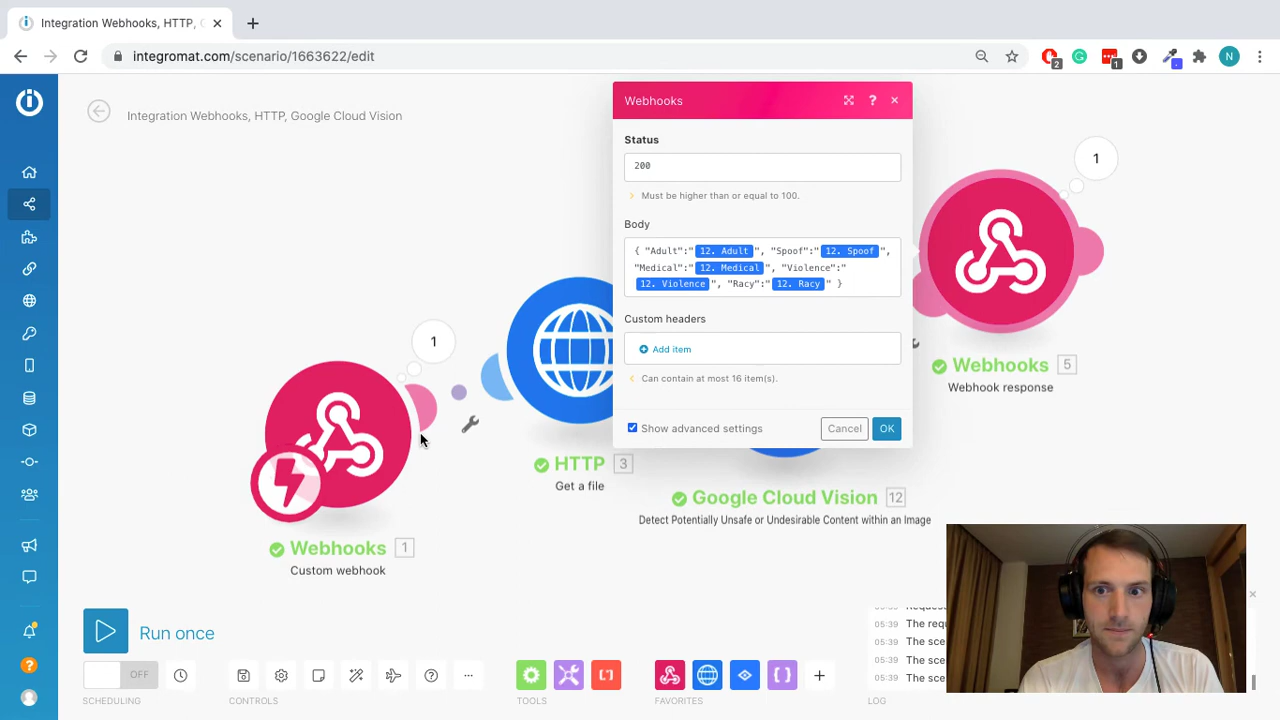 Integration Webhooks, HTTP, G
integromat.com/scenario/1663622/edit
2
1
N
Integration Webhooks, HTTP, Google Cloud Vision
Webhooks
?
Status
200
Must be higher than or equal to 100.
Body
{ "Adult":" 12. Adult ", "Spoof":" 12. Spoof ",
"Medical":" 12. Medical ", "Violence":"
12. Violence ", "Racy":" 12. Racy " }
Custom headers
Add item
Can contain at most 16 item(s).
Show advanced settings
Cancel
OK
1
Webhooks 5
Webhook response
1
HTTP 3
Get a file
Google Cloud Vision 12
Detect Potentially Unsafe or Undesirable Content within an Image
Webhooks 1
Custom webhook
Run once
05:39 The requ
05:39 The sce
05:39 The sce
05:39 The sce
OFF
SCHEDULING
CONTROLS
TOOLS
FAVORITES
LOG